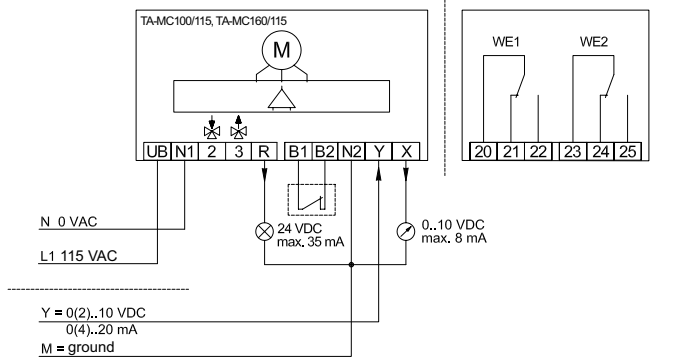 TA-MC100/115, TA-MC160/115
M
WE1 WE2
UB N1 2 3 R B1 B2 N2 Y X
20 21 22 23 24 25
N 0 VAC
24 VDC
max. 35 mA
0..10 VDC
max. 8 mA
L1 115 VAC
Y = 0(2)..10 VDC
0(4)..20 mA
M = ground